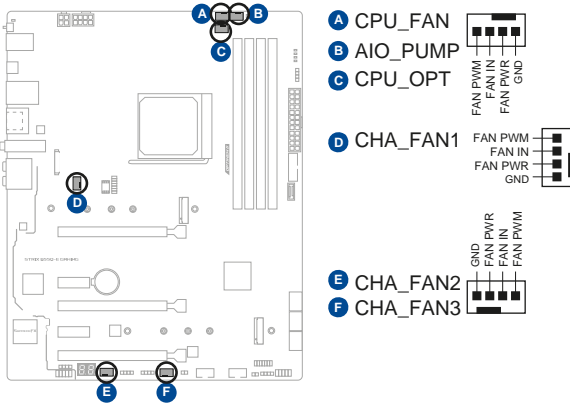 A
B
C
D
E
F
A CPU_FAN
B AIO_PUMP
C CPU_OPT
FAN PWM
FAN IN
FAN PWR
GND
D CHA_FAN1
FAN PWM
FAN IN
FAN PWR
GND
GND
FAN PWR
FAN IN
FAN PWM
E CHA_FAN2
F CHA_FAN3